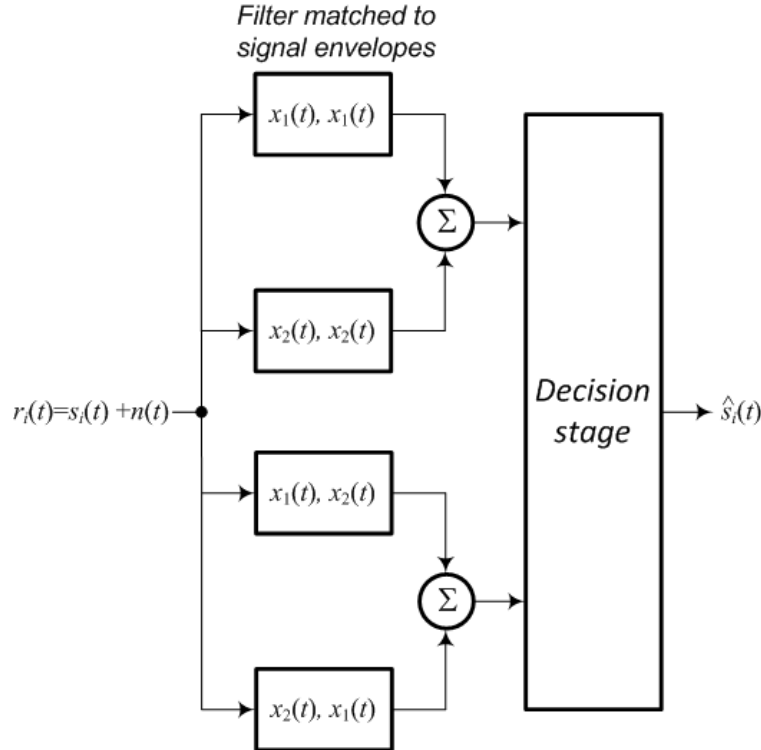 Filter matched to
signal envelopes
x₁(t), x₁(t)
Σ
x₂(t), x₂(t)
rᵢ(t)=sᵢ(t) +n(t)
Decision
stage
ŝᵢ(t)
x₁(t), x₂(t)
Σ
x₂(t), x₁(t)